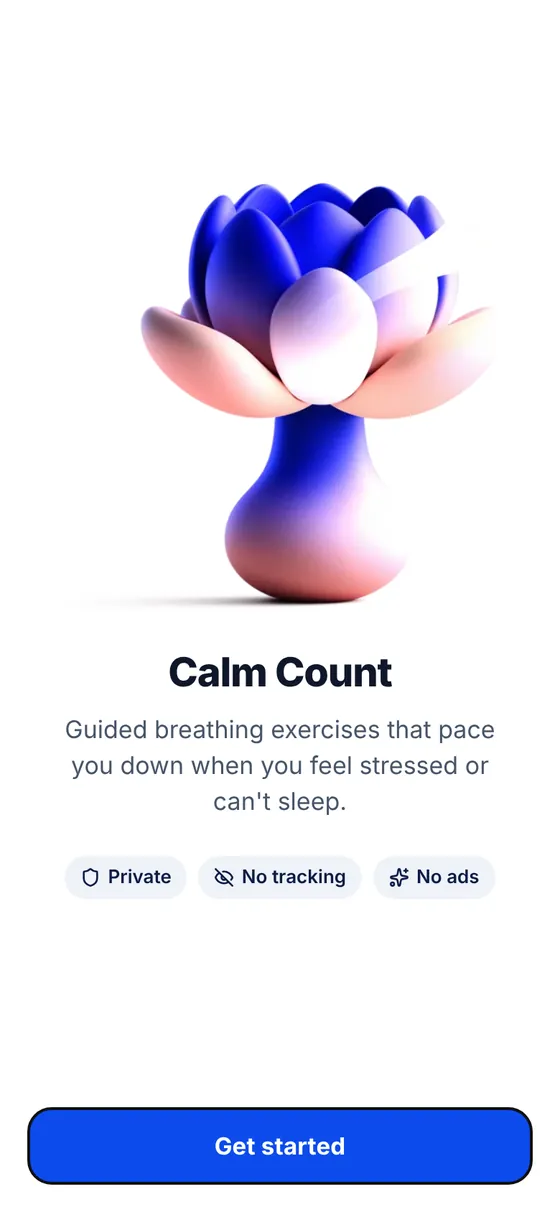 Calm Count
Guided breathing exercises that pace
you down when you feel stressed or
can't sleep.
Private
No tracking
No ads
Get started